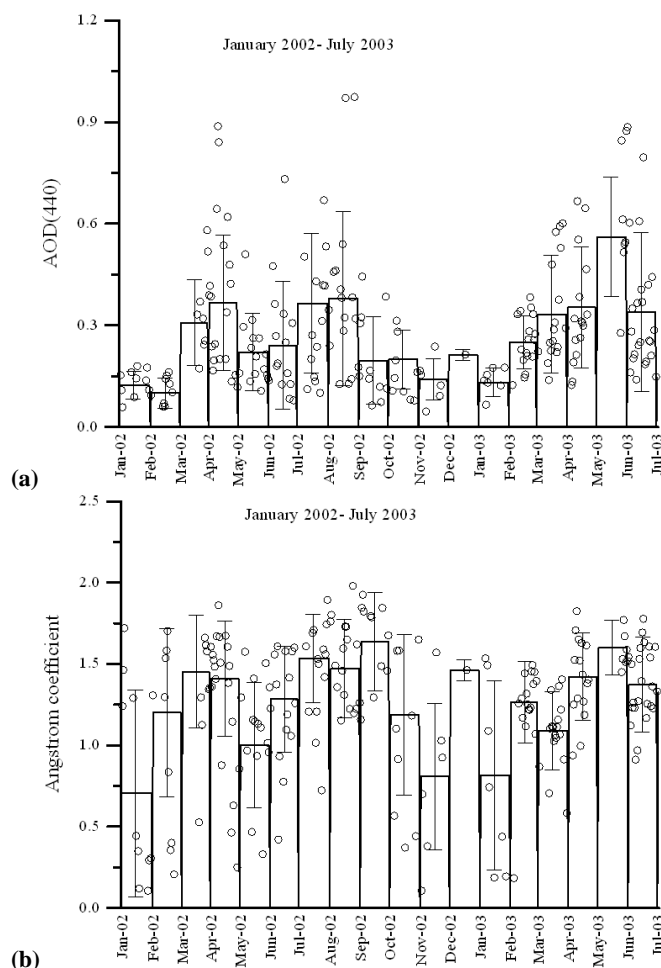 1.2
January 2002- July 2003
0.9
0.6
0.3
0.0
AOD(440)
Jan-02
Feb-02
Mar-02
Apr-02
May-02
Jun-02
Jul-02
Aug-02
Sep-02
Oct-02
Nov-02
Dec-02
Jan-03
Feb-03
Mar-03
Apr-03
May-03
Jun-03
Jul-03
(a)
2.5
January 2002- July 2003
2.0
1.5
1.0
0.5
0.0
Angstrom coefficient
Jan-02
Feb-02
Mar-02
Apr-02
May-02
Jun-02
Jul-02
Aug-02
Sep-02
Oct-02
Nov-02
Dec-02
Jan-03
Feb-03
Mar-03
Apr-03
May-03
Jun-03
Jul-03
(b)